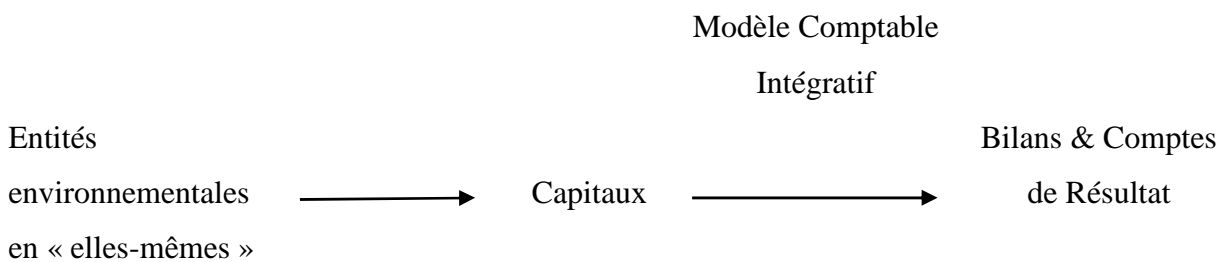 Modèle Comptable
Intégratif
Entités
environnementales
en « elles-mêmes »
Capitaux
Bilans & Comptes
de Résultat